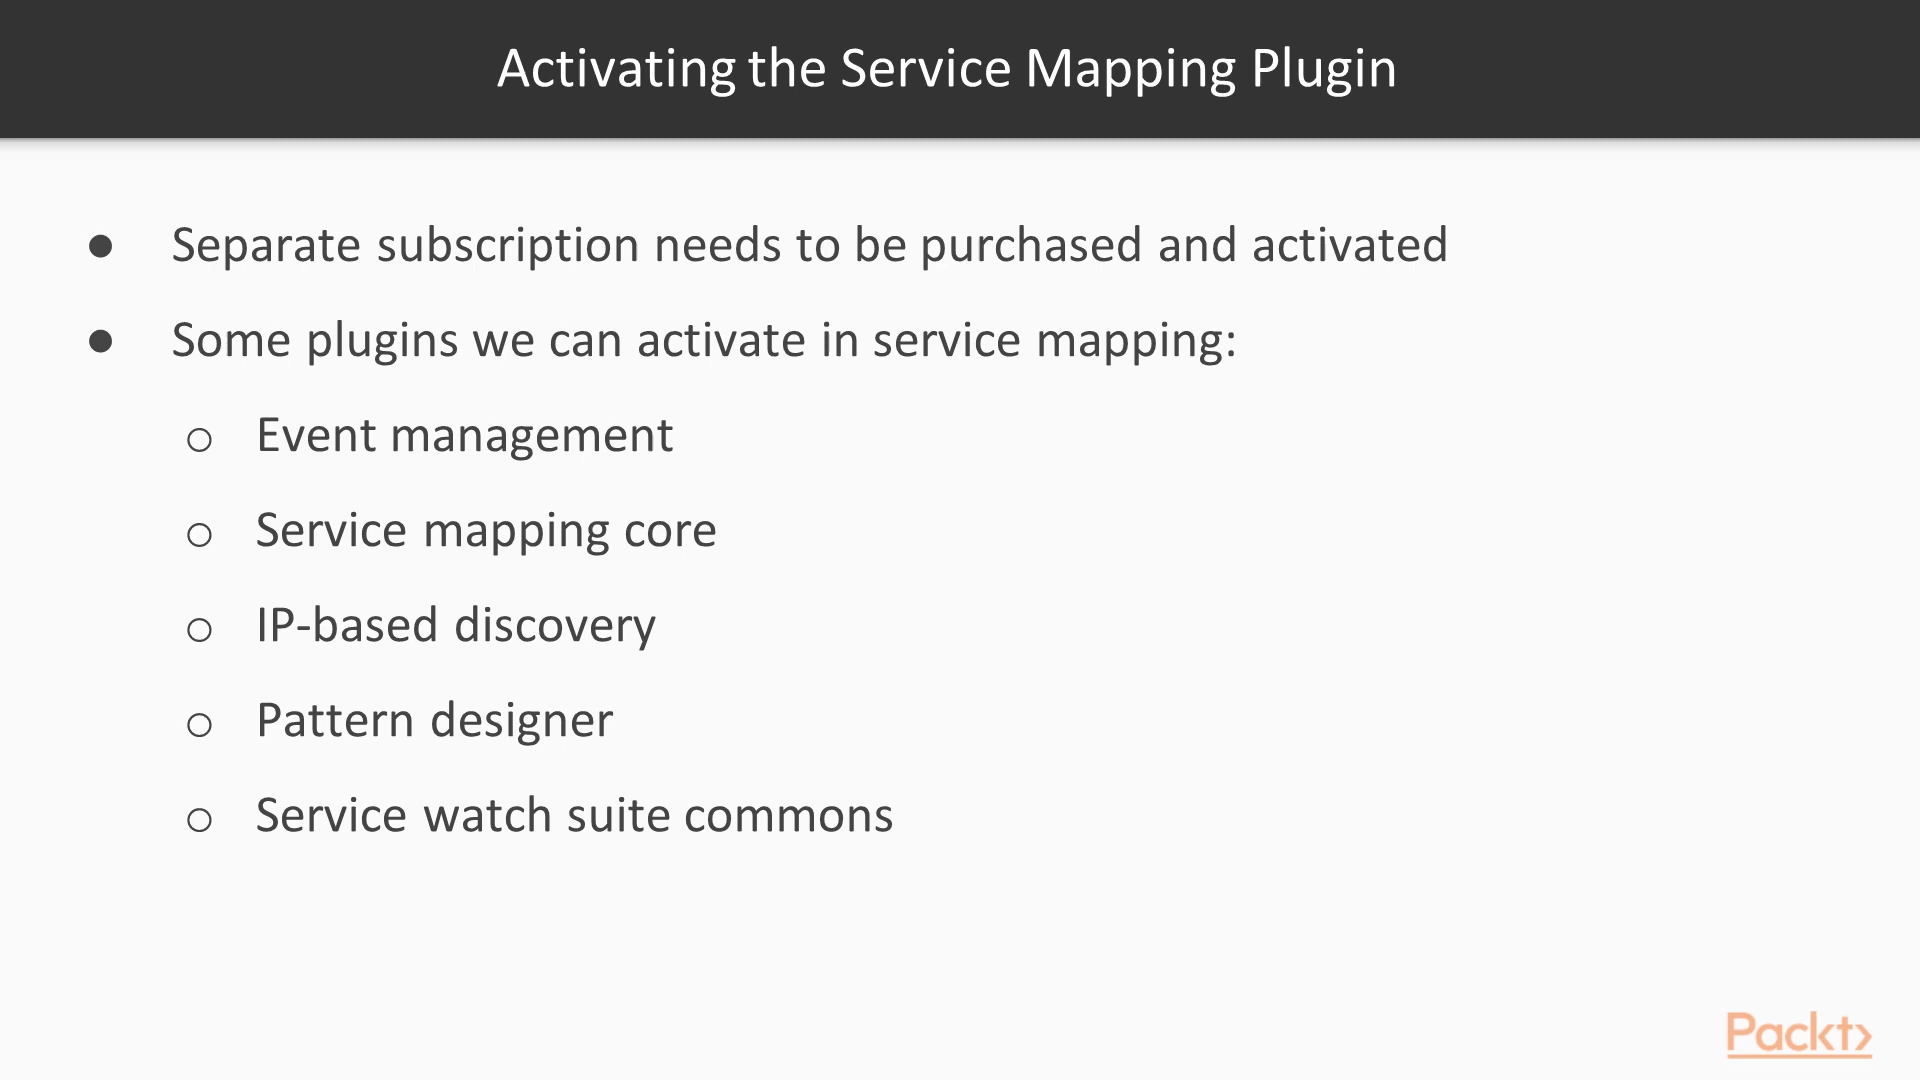 Activating the Service Mapping Plugin
● Separate subscription needs to be purchased and activated
● Some plugins we can activate in service mapping:
○ Event management
○ Service mapping core
○ IP-based discovery
○ Pattern designer
○ Service watch suite commons
Packt>